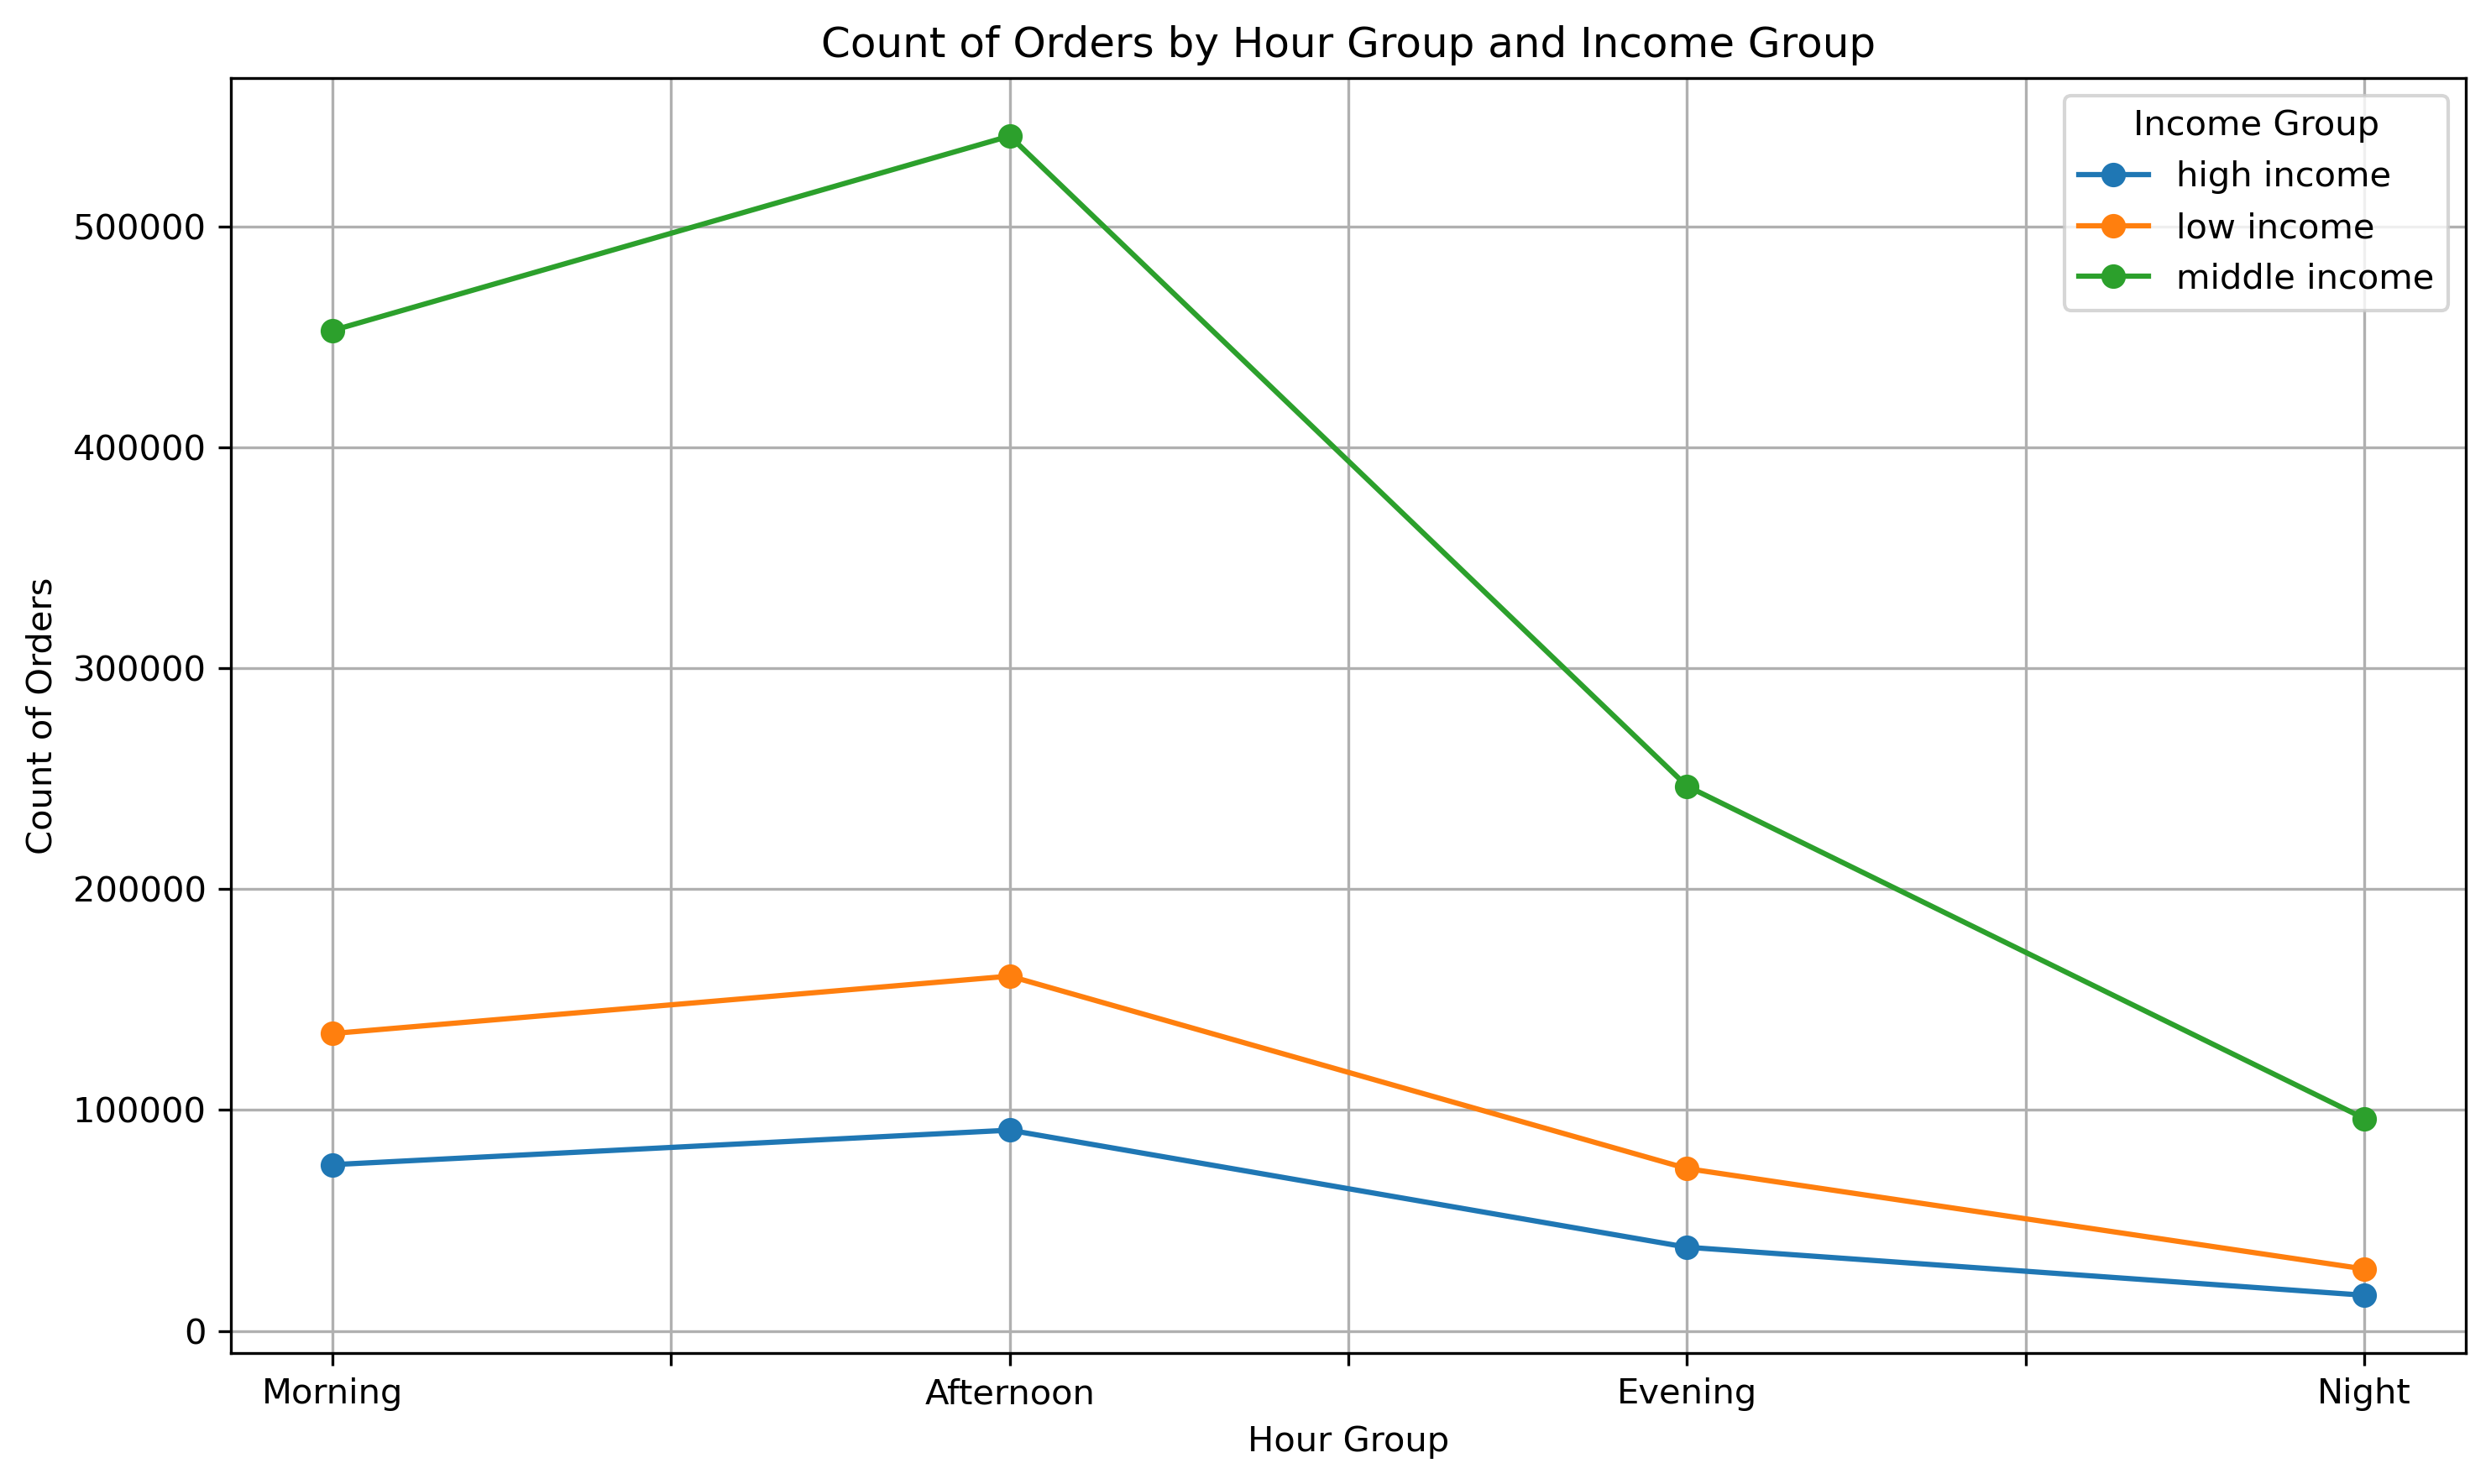 Count of Orders by Hour Group and Income Group
Income Group
high income
low income
middle income
500000
400000
300000
200000
100000
0
Count of Orders
Morning
Afternoon
Evening
Night
Hour Group